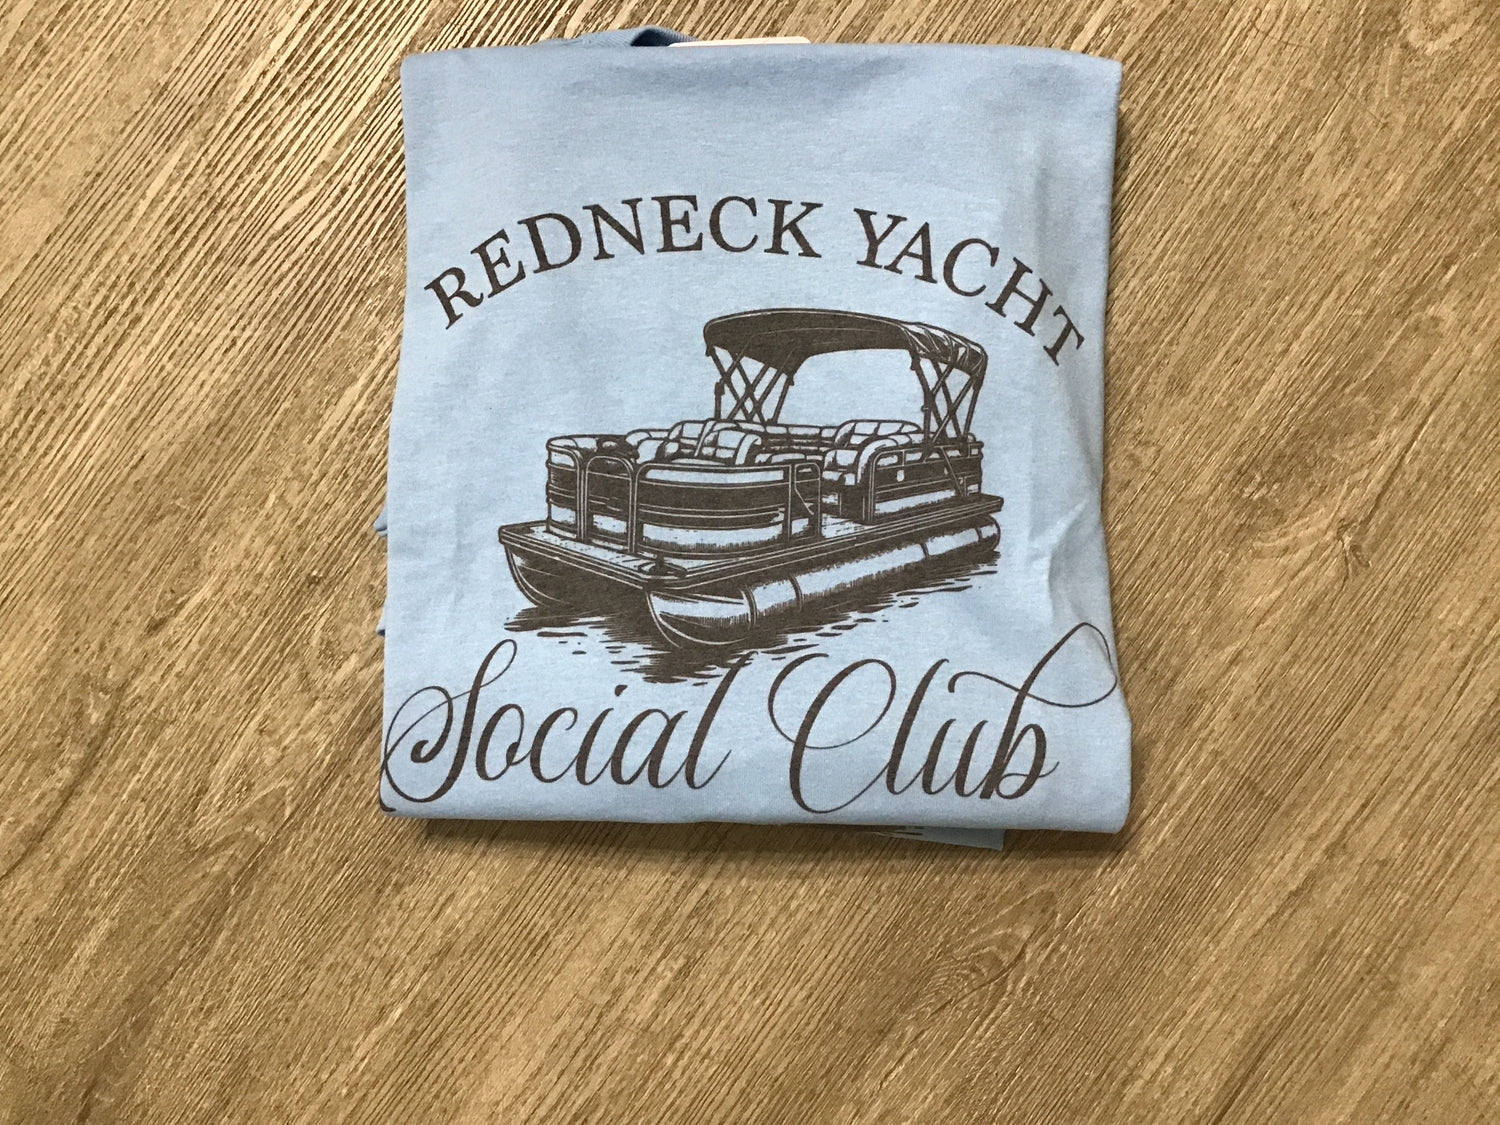 REDNECK YACHT
Social Club